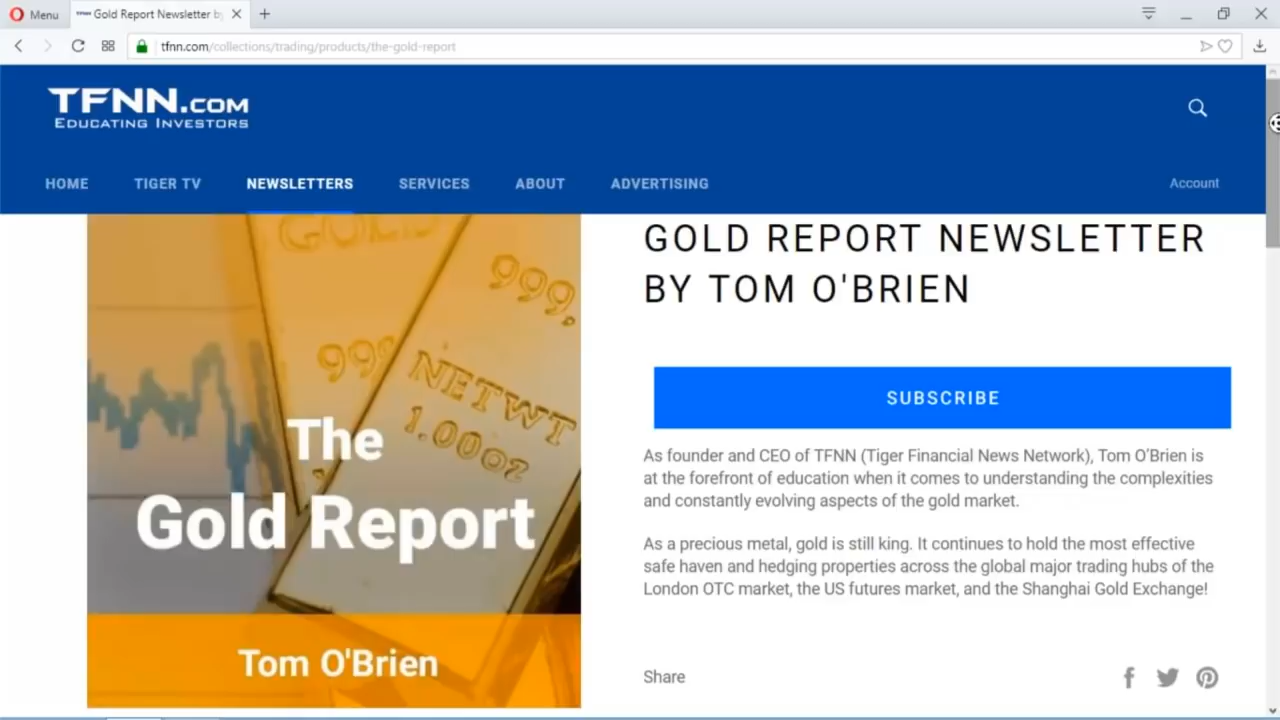 Menu
Gold Report Newsletter by
tfnn.com/collections/trading/products/the-gold-report
TFNN.COM
EDUCATING INVESTORS
HOME
TIGER TV
NEWSLETTERS
SERVICES
ABOUT
ADVERTISING
Account
GOLD
999,
999
NETWT
1.00oz
The
Gold Report
Tom O'Brien
GOLD REPORT NEWSLETTER
BY TOM O'BRIEN
SUBSCRIBE
As founder and CEO of TFNN (Tiger Financial News Network), Tom O'Brien is
at the forefront of education when it comes to understanding the complexities
and constantly evolving aspects of the gold market.
As a precious metal, gold is still king. It continues to hold the most effective
safe haven and hedging properties across the global major trading hubs of the
London OTC market, the US futures market, and the Shanghai Gold Exchange!
Share